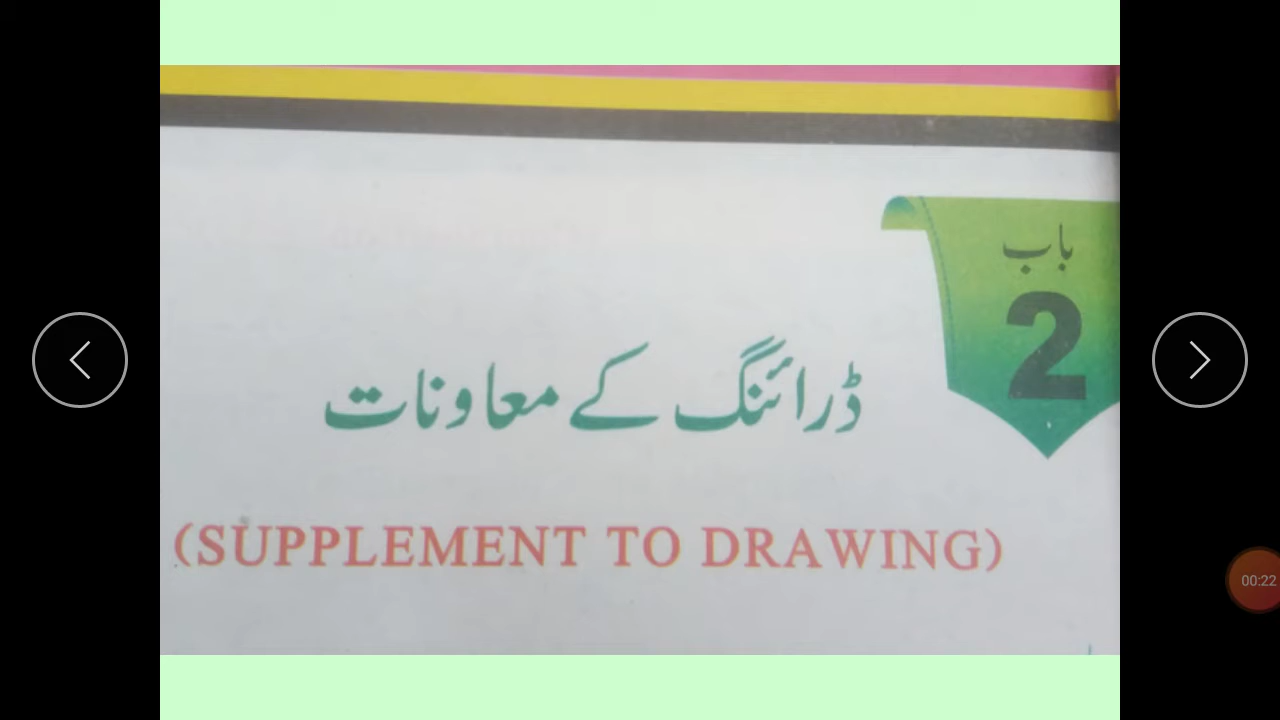 باب
2
ڈرائنگ کے معاونات
(SUPPLEMENT TO DRAWING)
00:22